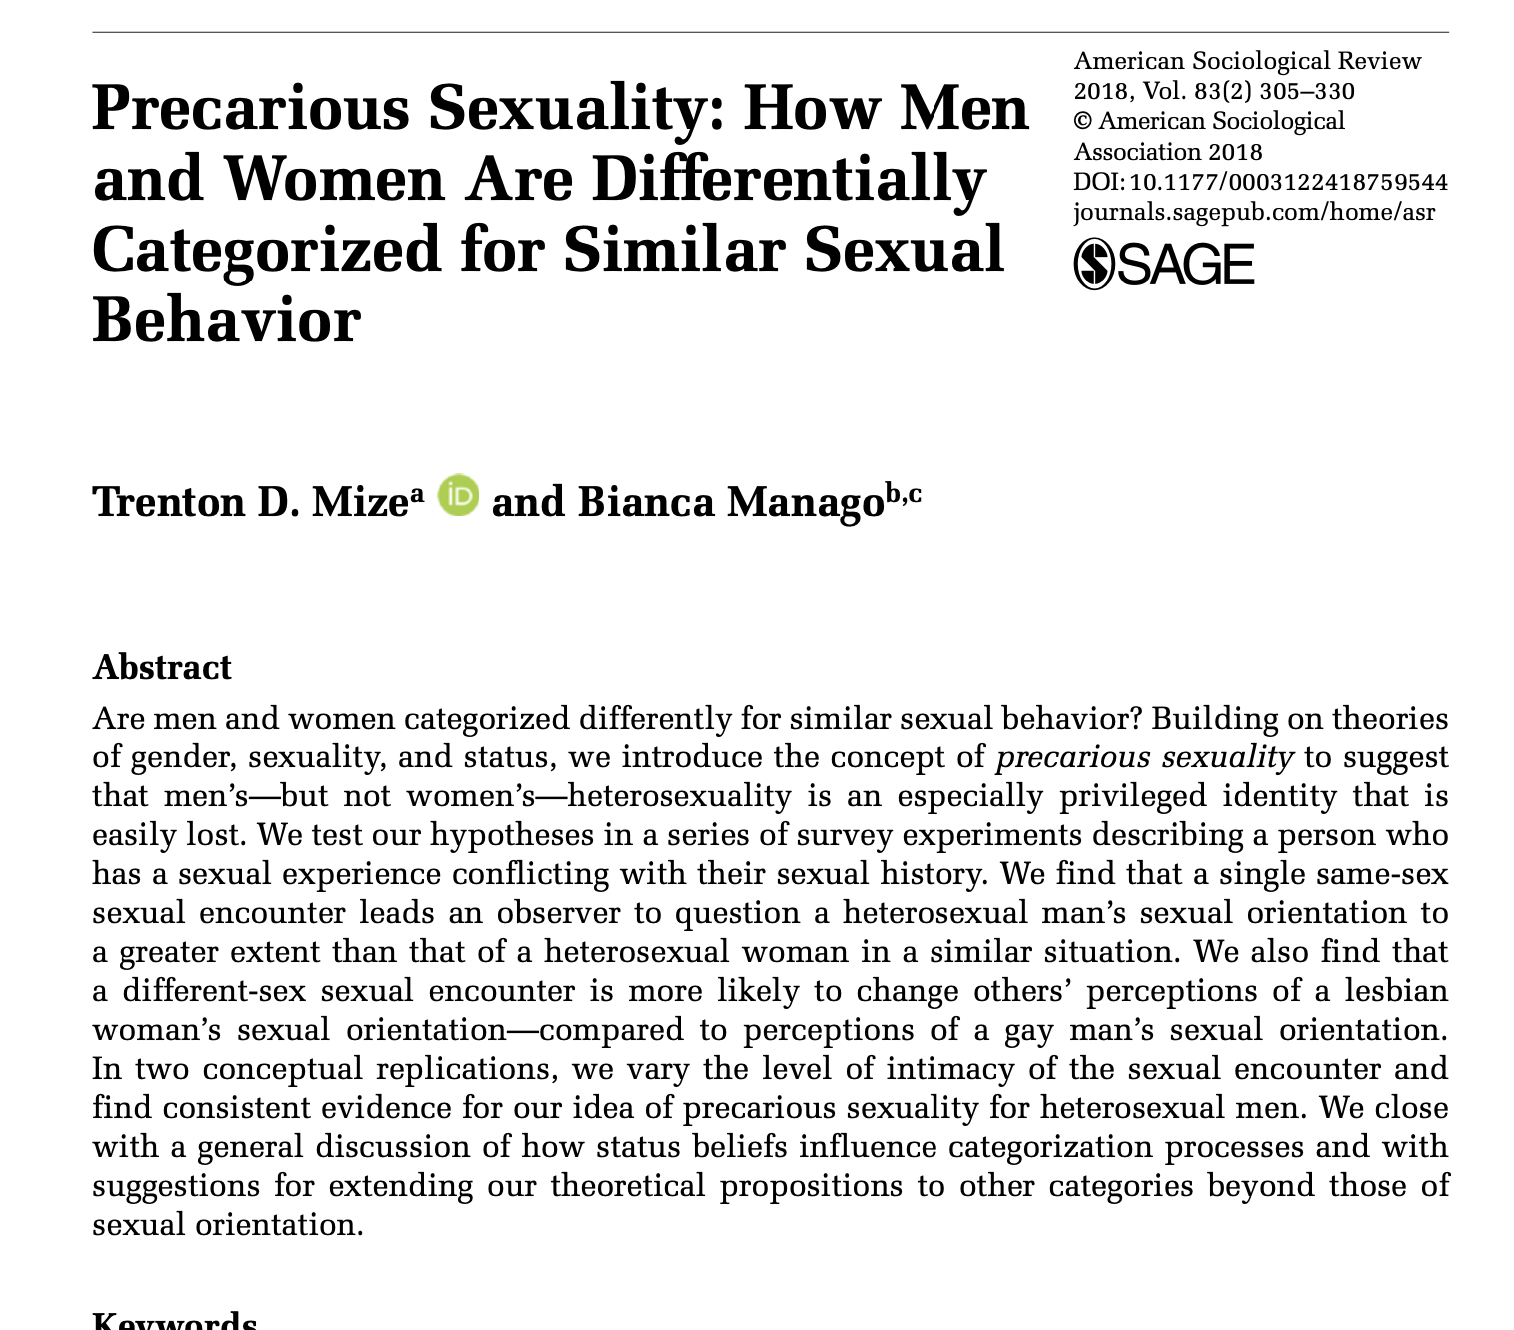 Precarious Sexuality: How Men
and Women Are Differentially
Categorized for Similar Sexual
Behavior
American Sociological Review
2018, Vol. 83(2) 305–330
© American Sociological
Association 2018
DOI: 10.1177/0003122418759544
journals.sagepub.com/home/asr
SAGE
Trenton D. Mizeᵃ iD and Bianca Managoᵇ,ᶜ
Abstract
Are men and women categorized differently for similar sexual behavior? Building on theories
of gender, sexuality, and status, we introduce the concept of precarious sexuality to suggest
that men’s—but not women’s—heterosexuality is an especially privileged identity that is
easily lost. We test our hypotheses in a series of survey experiments describing a person who
has a sexual experience conflicting with their sexual history. We find that a single same-sex
sexual encounter leads an observer to question a heterosexual man’s sexual orientation to
a greater extent than that of a heterosexual woman in a similar situation. We also find that
a different-sex sexual encounter is more likely to change others’ perceptions of a lesbian
woman’s sexual orientation—compared to perceptions of a gay man’s sexual orientation.
In two conceptual replications, we vary the level of intimacy of the sexual encounter and
find consistent evidence for our idea of precarious sexuality for heterosexual men. We close
with a general discussion of how status beliefs influence categorization processes and with
suggestions for extending our theoretical propositions to other categories beyond those of
sexual orientation.
Keywords